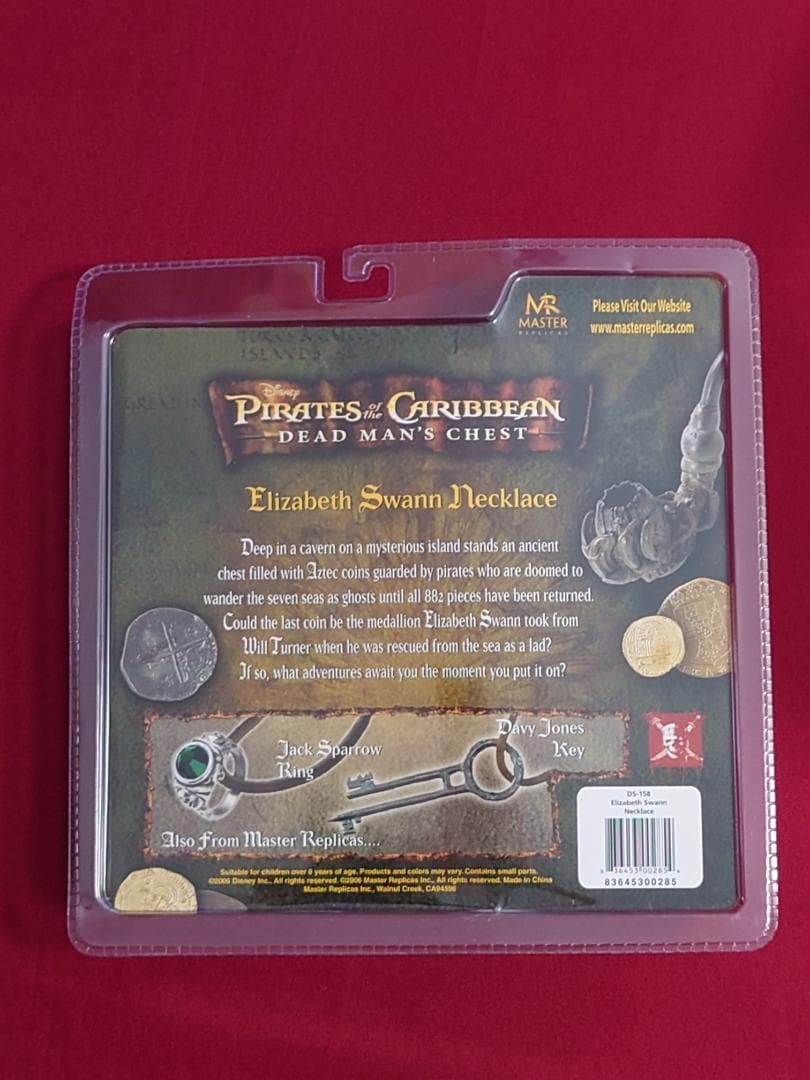 MR
MASTER
REPLICAS
Please Visit Our Website
www.masterreplicas.com
ISLANDS
Disney
PIRATES of the CARIBBEAN
DEAD MAN'S CHEST
Elizabeth Swann Necklace
Deep in a cavern on a mysterious island stands an ancient
chest filled with Aztec coins guarded by pirates who are doomed to
wander the seven seas as ghosts until all 882 pieces have been returned.
Could the last coin be the medallion Elizabeth Swann took from
Will Turner when he was rescued from the sea as a lad?
If so, what adventures await you the moment you put it on?
Jack Sparrow
Ring
Davy Jones
Key
Also From Master Replicas....
DS-158
Elizabeth Swann
Necklace
8 36453 00285 4
83645300285
Suitable for children over 8 years of age. Products and colors may vary. Contains small parts.
©2006 Disney Inc.. All rights reserved. ©2006 Master Replicas Inc., All rights reserved. Made in China
Master Replicas Inc., Walnut Creek, CA94596